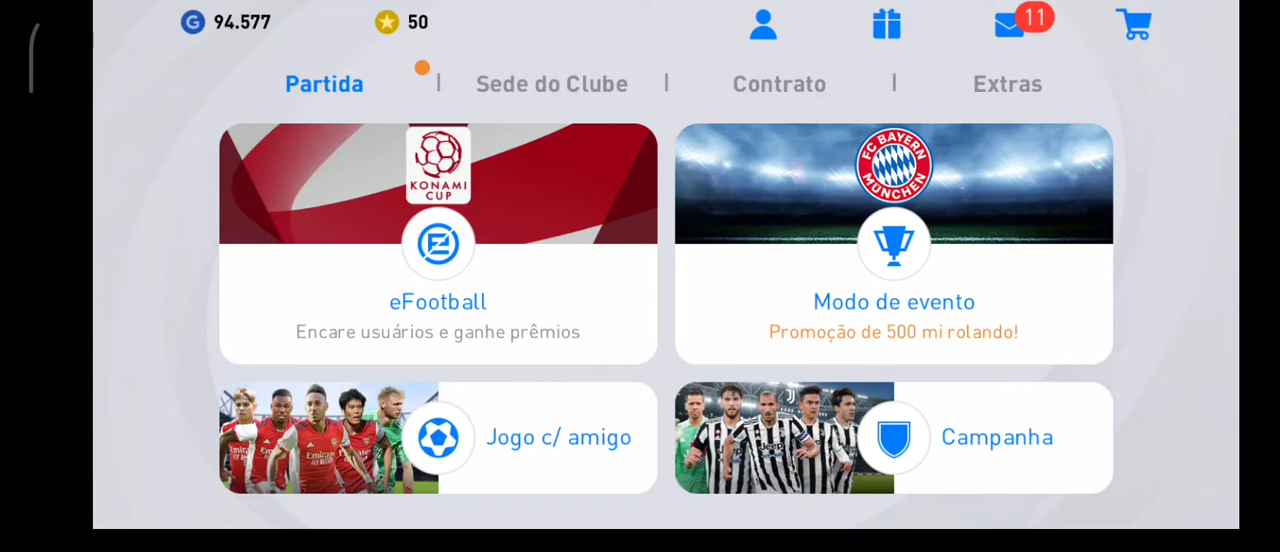 G 94.577
50
11
Partida
Sede do Clube
Contrato
Extras
KONAMI
CUP
FC BAYERN
MÜNCHEN
eFootball
Encare usuários e ganhe prêmios
Modo de evento
Promoção de 500 mi rolando!
Jogo c/ amigo
Campanha
Jeep